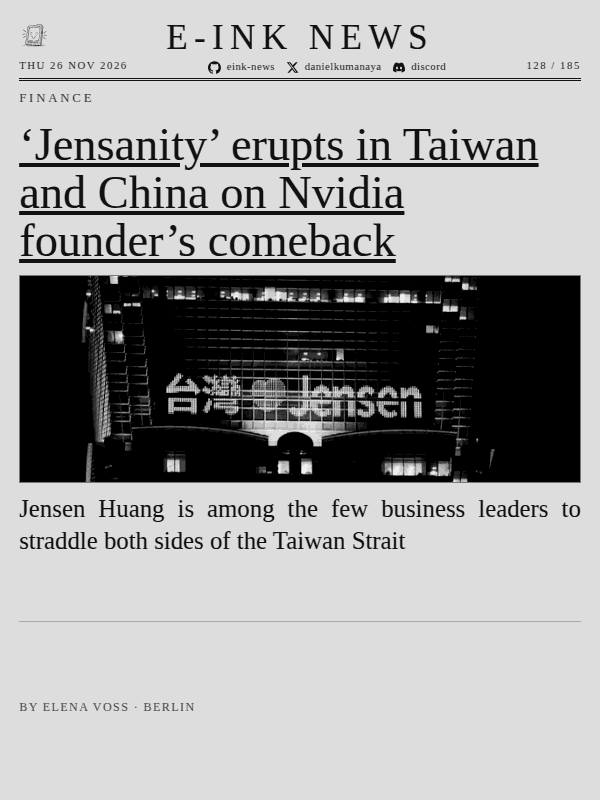 E-INK NEWS
THU 26 NOV 2026
eink-news danielkumanaya discord
128 / 185
FINANCE
‘Jensanity’ erupts in Taiwan
and China on Nvidia
founder’s comeback
台灣 Jensen
Jensen Huang is among the few business leaders to
straddle both sides of the Taiwan Strait
BY ELENA VOSS · BERLIN